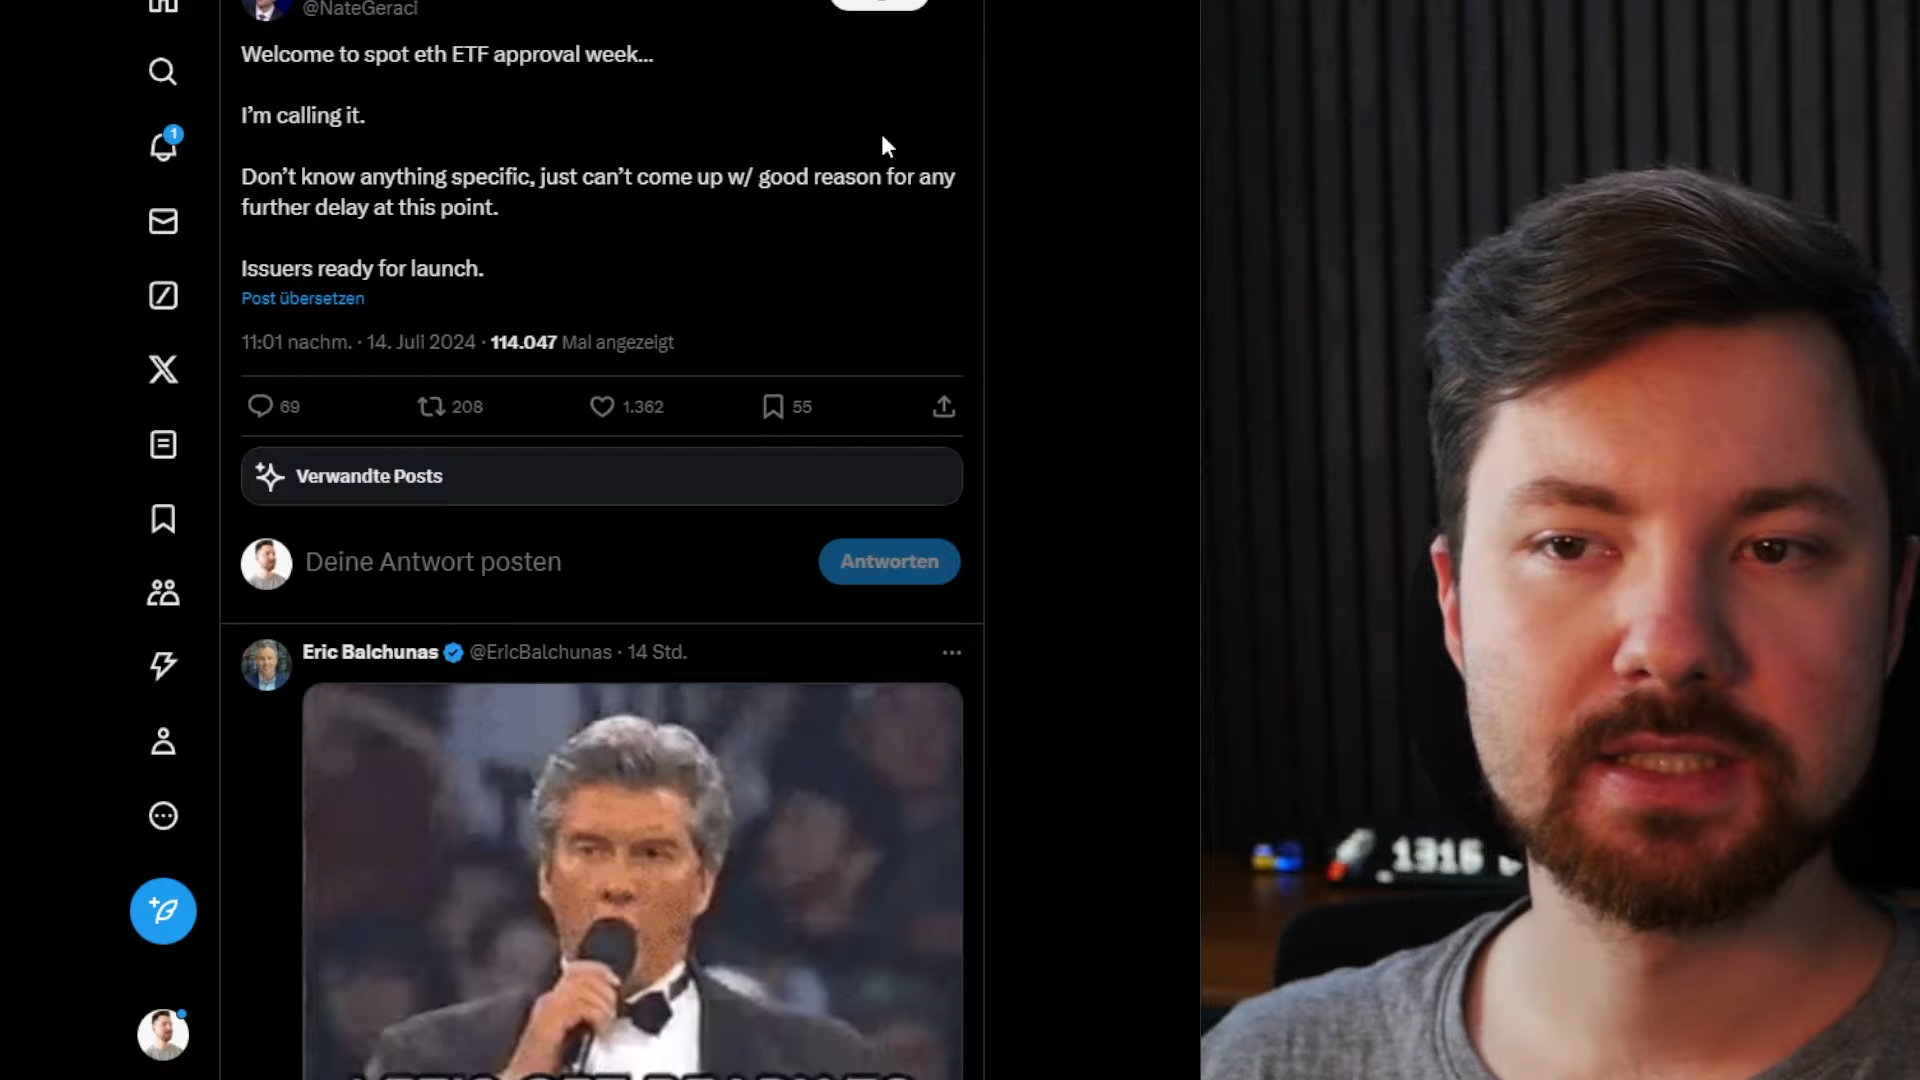 @NateGeraci
Welcome to spot eth ETF approval week...
I'm calling it.
Don't know anything specific, just can't come up w/ good reason for any
further delay at this point.
Issuers ready for launch.
Post übersetzen
11:01 nachm. · 14. Juli 2024 · 114.047 Mal angezeigt
69 208 1.362 55
Verwandte Posts
Deine Antwort posten
Antworten
Eric Balchunas @EricBalchunas · 14 Std.
1
1316